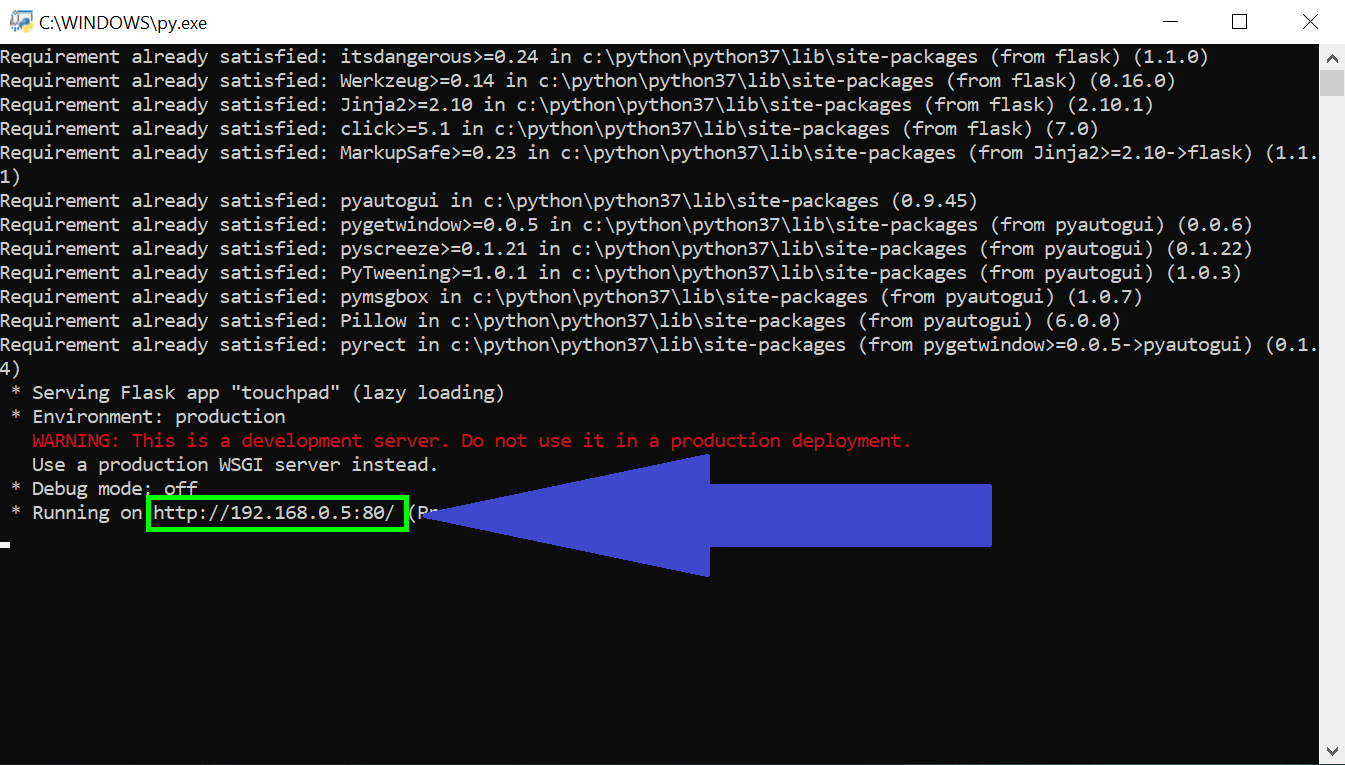 C:\WINDOWS\py.exe
Requirement already satisfied: itsdangerous>=0.24 in c:\python\python37\lib\site-packages (from flask) (1.1.0)
Requirement already satisfied: Werkzeug>=0.14 in c:\python\python37\lib\site-packages (from flask) (0.16.0)
Requirement already satisfied: Jinja2>=2.10 in c:\python\python37\lib\site-packages (from flask) (2.10.1)
Requirement already satisfied: click>=5.1 in c:\python\python37\lib\site-packages (from flask) (7.0)
Requirement already satisfied: MarkupSafe>=0.23 in c:\python\python37\lib\site-packages (from Jinja2>=2.10->flask) (1.1.
1)
Requirement already satisfied: pyautogui in c:\python\python37\lib\site-packages (0.9.45)
Requirement already satisfied: pygetwindow>=0.0.5 in c:\python\python37\lib\site-packages (from pyautogui) (0.0.6)
Requirement already satisfied: pyscreeze>=0.1.21 in c:\python\python37\lib\site-packages (from pyautogui) (0.1.22)
Requirement already satisfied: PyTweening>=1.0.1 in c:\python\python37\lib\site-packages (from pyautogui) (1.0.3)
Requirement already satisfied: pymsgbox in c:\python\python37\lib\site-packages (from pyautogui) (1.0.7)
Requirement already satisfied: Pillow in c:\python\python37\lib\site-packages (from pyautogui) (6.0.0)
Requirement already satisfied: pyrect in c:\python\python37\lib\site-packages (from pygetwindow>=0.0.5->pyautogui) (0.1.
4)
* Serving Flask app "touchpad" (lazy loading)
* Environment: production
WARNING: This is a development server. Do not use it in a production deployment.
Use a production WSGI server instead.
* Debug mode: off
* Running on http://192.168.0.5:80/